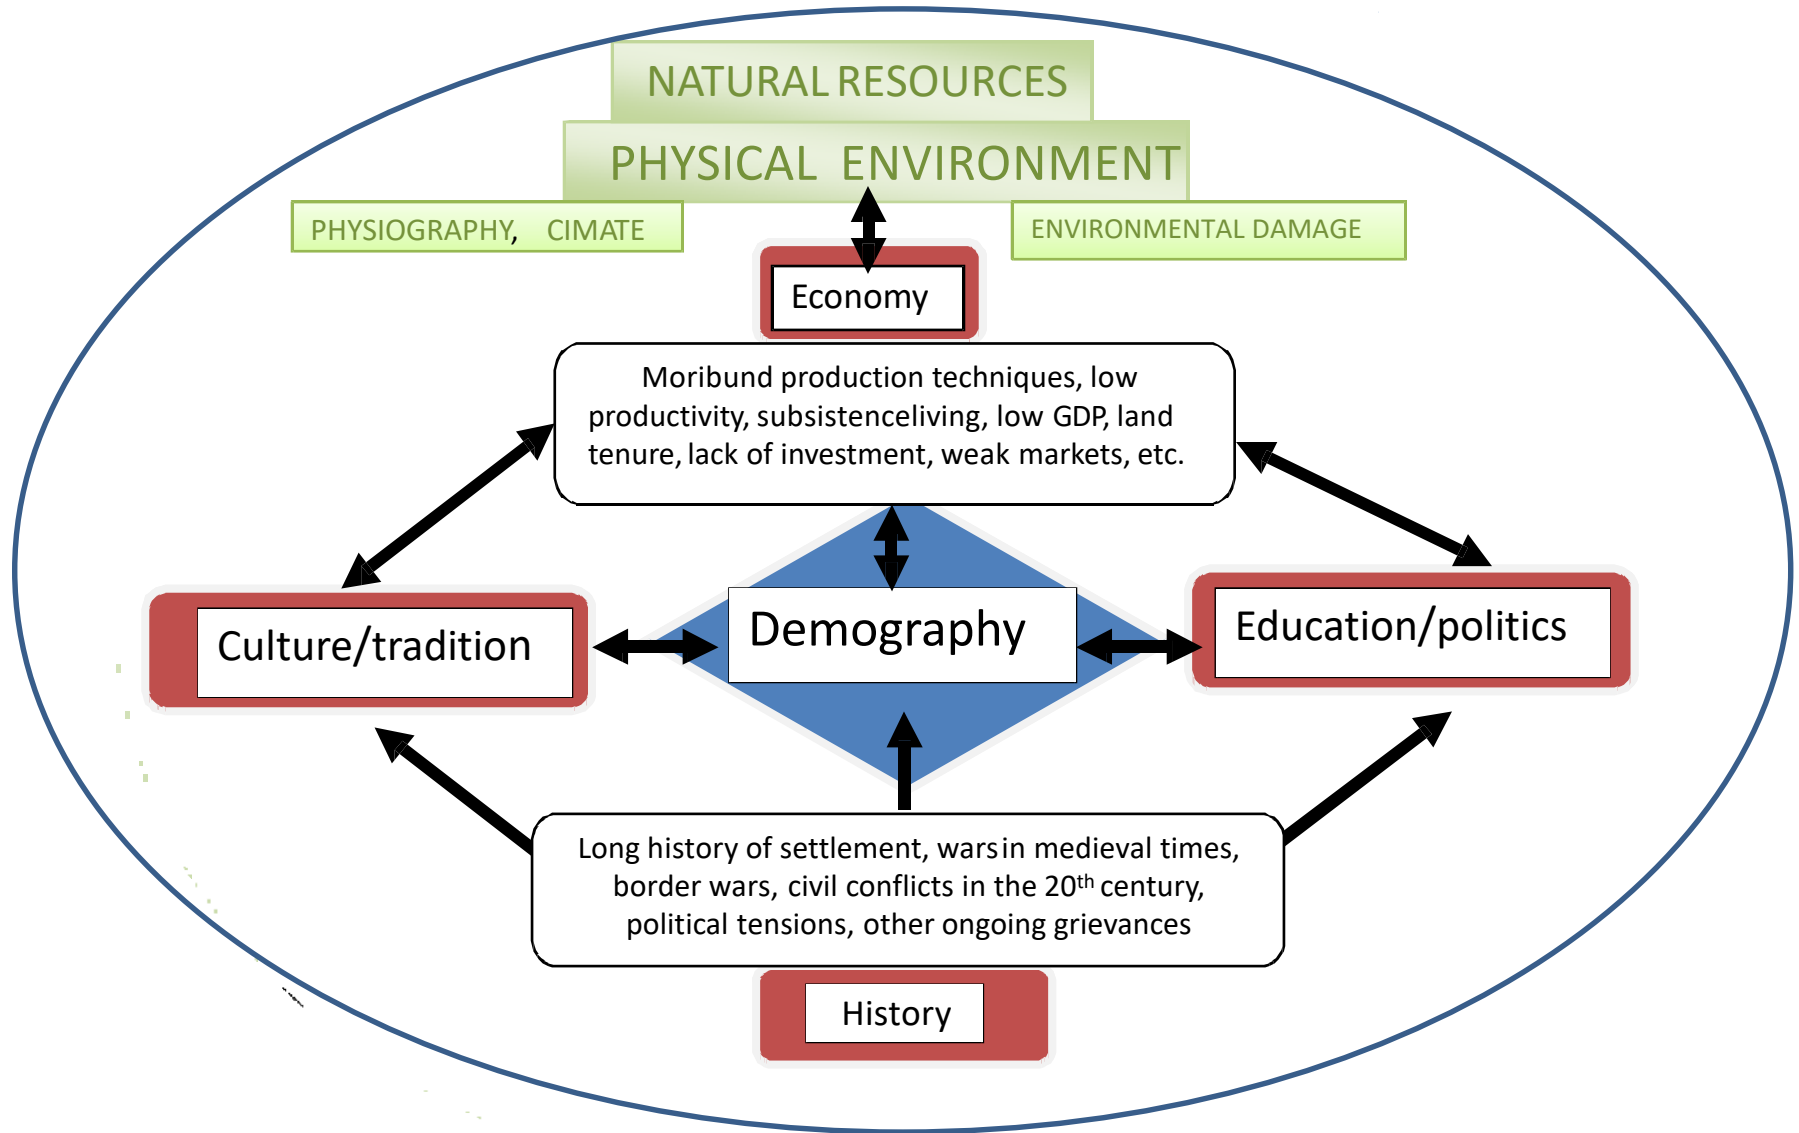 NATURAL RESOURCES
PHYSICAL ENVIRONMENT
PHYSIOGRAPHY, CIMATE
ENVIRONMENTAL DAMAGE
Economy
Moribund production techniques, low
productivity, subsistenceliving, low GDP, land
tenure, lack of investment, weak markets, etc.
Culture/tradition
Demography
Education/politics
Long history of settlement, warsin medieval times,
border wars, civil conflicts in the 20th century,
political tensions, other ongoing grievances
History